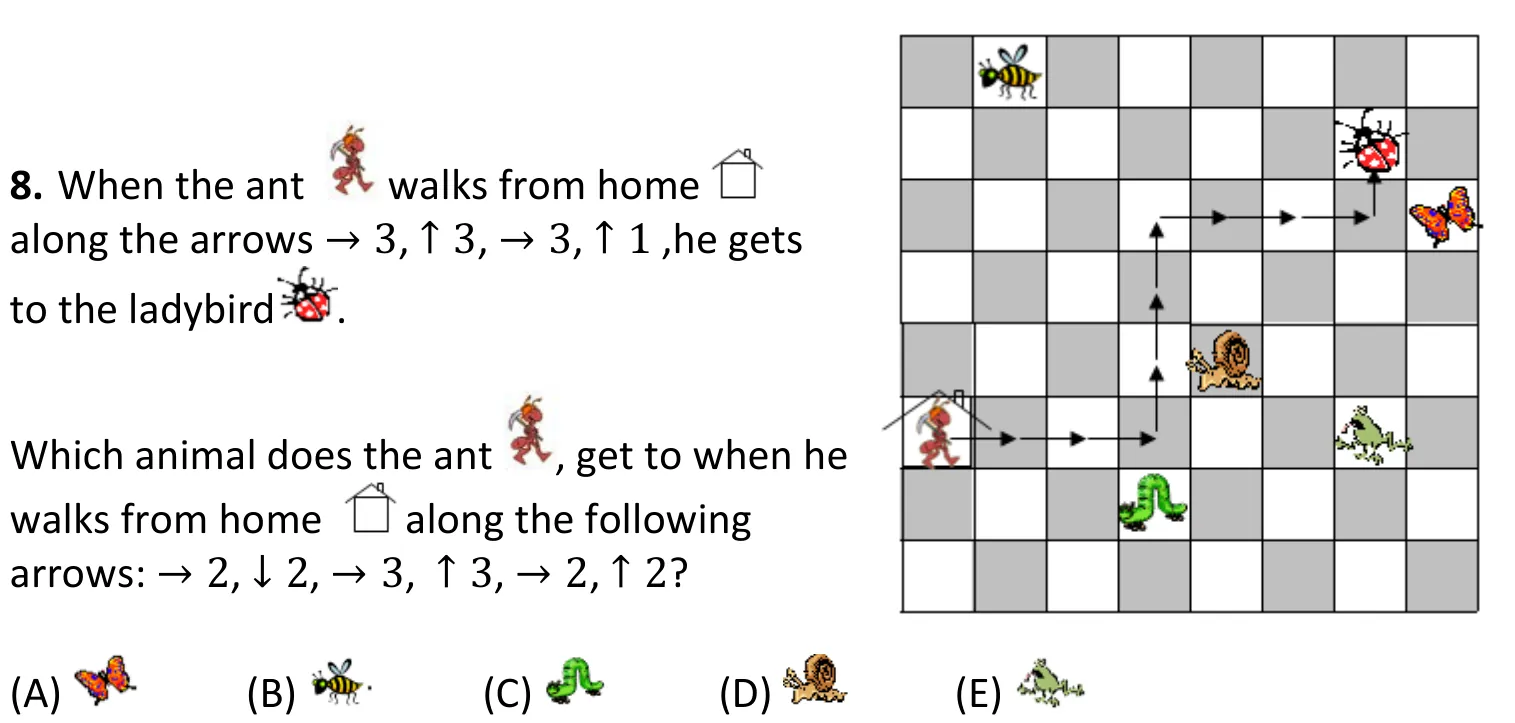 8. When the ant walks from home
along the arrows → 3, ↑ 3, → 3, ↑ 1 ,he gets
to the ladybird .
Which animal does the ant , get to when he
walks from home along the following
arrows: → 2, ↓ 2, → 3, ↑ 3, → 2, ↑ 2?
(A) (B) . (C) (D) (E)